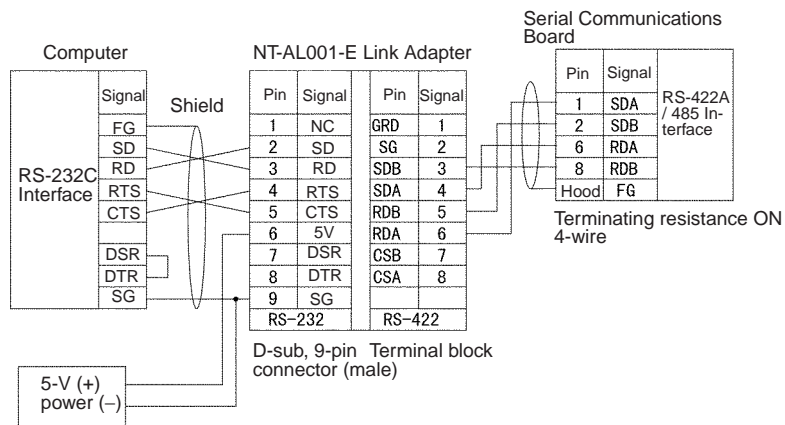 Serial Communications
Board
Computer
NT-AL001-E Link Adapter
Signal
Shield
FG
SD
RD
RTS
CTS
DSR
DTR
SG
RS-232C
Interface
Pin Signal Pin Signal
1 NC GRD 1
2 SD SG 2
3 RD SDB 3
4 RTS SDA 4
5 CTS RDB 5
6 5V RDA 6
7 DSR CSB 7
8 DTR CSA 8
9 SG
RS-232 RS-422
Pin Signal
1 SDA
2 SDB
6 RDA
8 RDB
Hood FG
RS-422A
/ 485 In-
terface
Terminating resistance ON
4-wire
D-sub, 9-pin
connector (male)
Terminal block
5-V (+)
power (–)